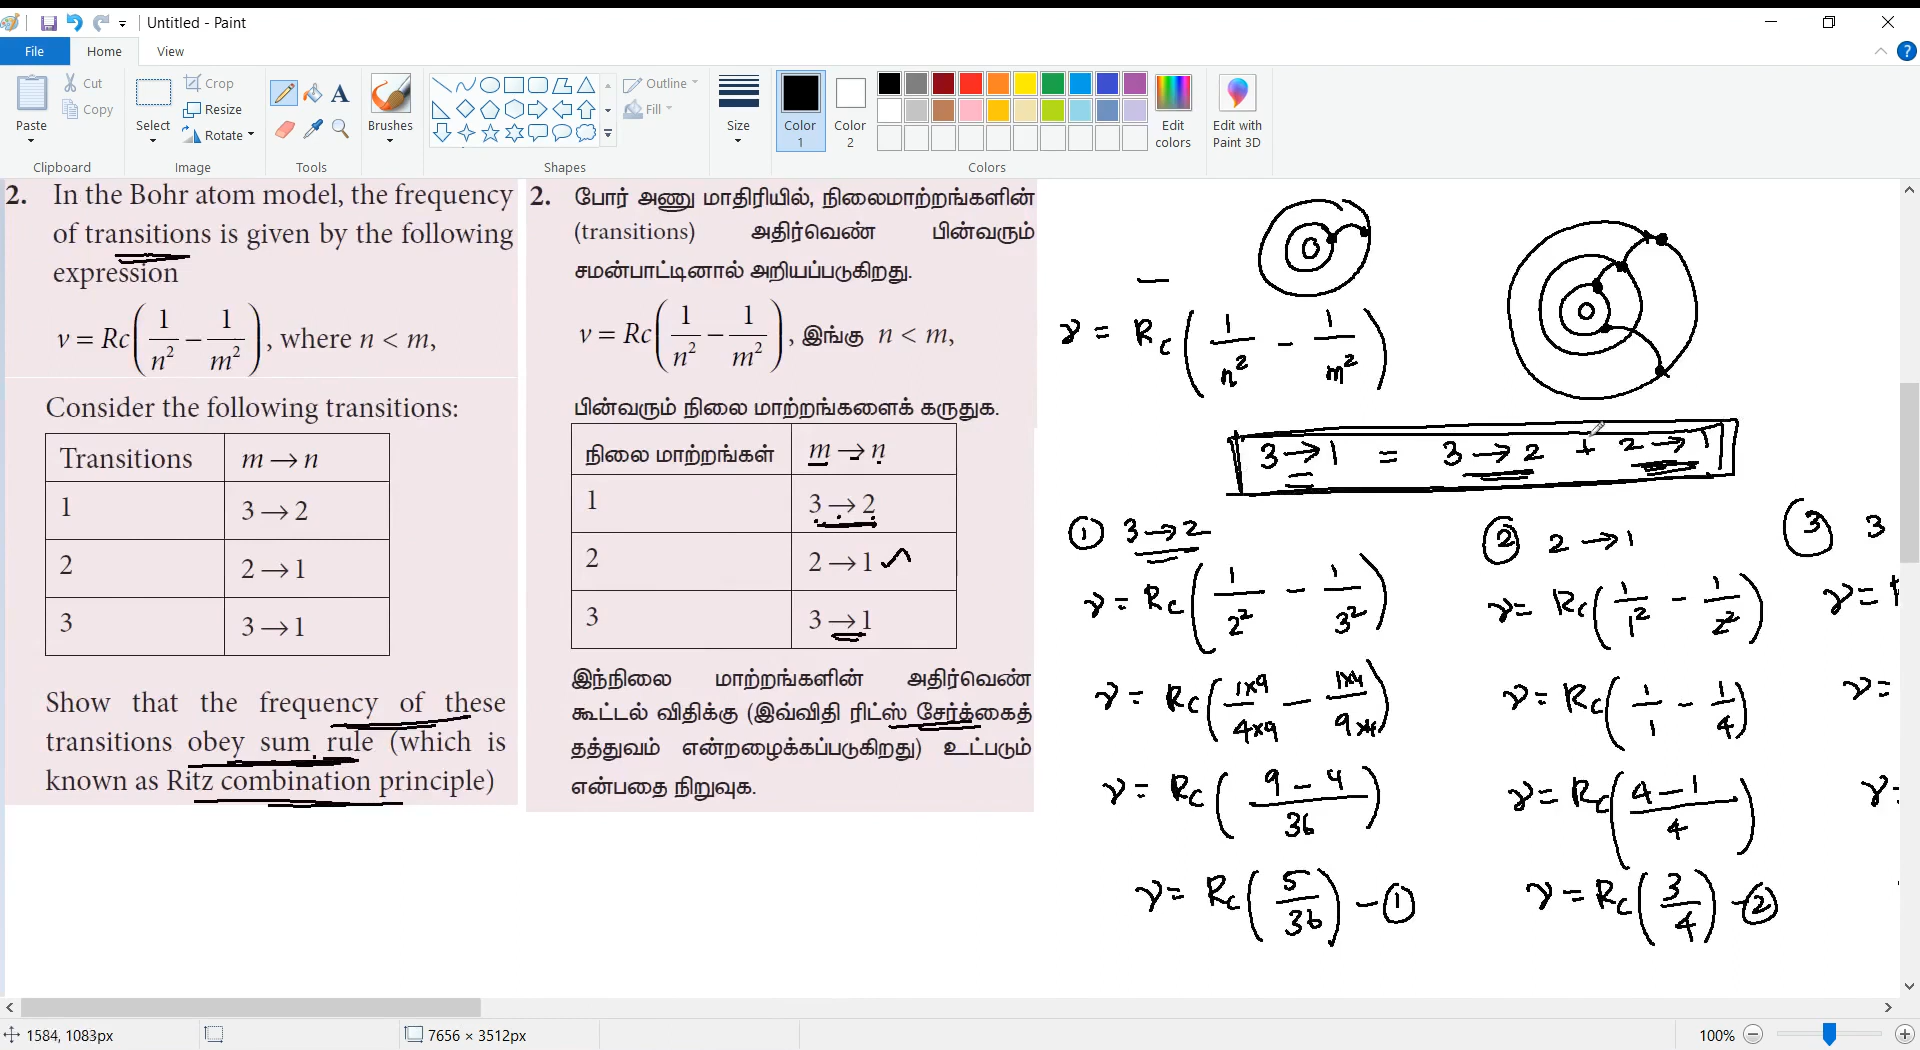 Untitled - Paint
File Home View
Paste
Cut
Copy
Clipboard
Select
Crop
Resize
Rotate
Image
Tools
Brushes
Shapes
Outline
Fill
Size
Color 1
Color 2
Colors
Edit colors
Edit with Paint 3D
2. In the Bohr atom model, the frequency
of transitions is given by the following
expression
ν = Rc(1/n² − 1/m²), where n < m,
Consider the following transitions:
Transitions m→n
1 3→2
2 2→1
3 3→1
Show that the frequency of these
transitions obey sum rule (which is
known as Ritz combination principle)
2. போர் அணு மாதிரியில், நிலைமாற்றங்களின்
(transitions) அதிர்வெண் பின்வரும்
சமன்பாட்டினால் அறியப்படுகிறது.
ν = Rc(1/n² − 1/m²), இங்கு n < m,
பின்வரும் நிலை மாற்றங்களைக் கருதுக.
நிலை மாற்றங்கள் m→n
1 3→2
2 2→1
3 3→1
இந்நிலை மாற்றங்களின் அதிர்வெண்
கூட்டல் விதிக்கு (இவ்விதி ரிட்ஸ் சேர்க்கைத்
தத்துவம் என்றழைக்கப்படுகிறது) உட்படும்
என்பதை நிறுவுக.
ν = Rc(1/n² − 1/m²)
3→1 = 3→2 + 2→1
① 3→2
ν = Rc(1/2² − 1/3²)
ν = Rc(1×9/4×9 − 1×4/9×4)
ν = Rc(9−4/36)
ν = Rc(5/36) −①
② 2→1
ν = Rc(1/1² − 1/2²)
ν = Rc(1/1 − 1/4)
ν = Rc(4−1/4)
ν = Rc(3/4) −②
③ 3
ν =
ν =
ν =
1584, 1083px
7656 × 3512px
100%